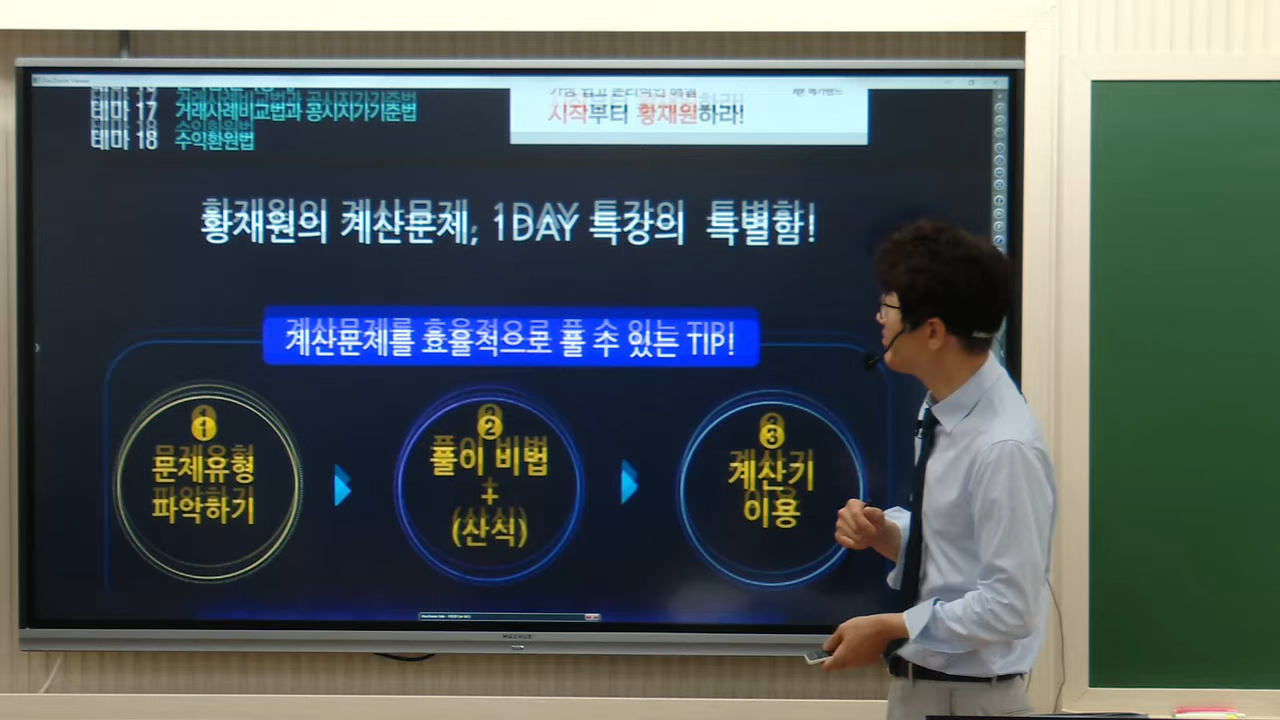 테마 17 거래사례비교법과 공시지가기준법
테마 18 수익환원법
시작부터 황재원하라!
황재원의 계산문제, 1DAY 특강의 특별함!
계산문제를 효율적으로 풀 수 있는 TIP!
1
문제유형
파악하기
2
풀이 비법
+
(산식)
3
계산기
이용
MAXHUB